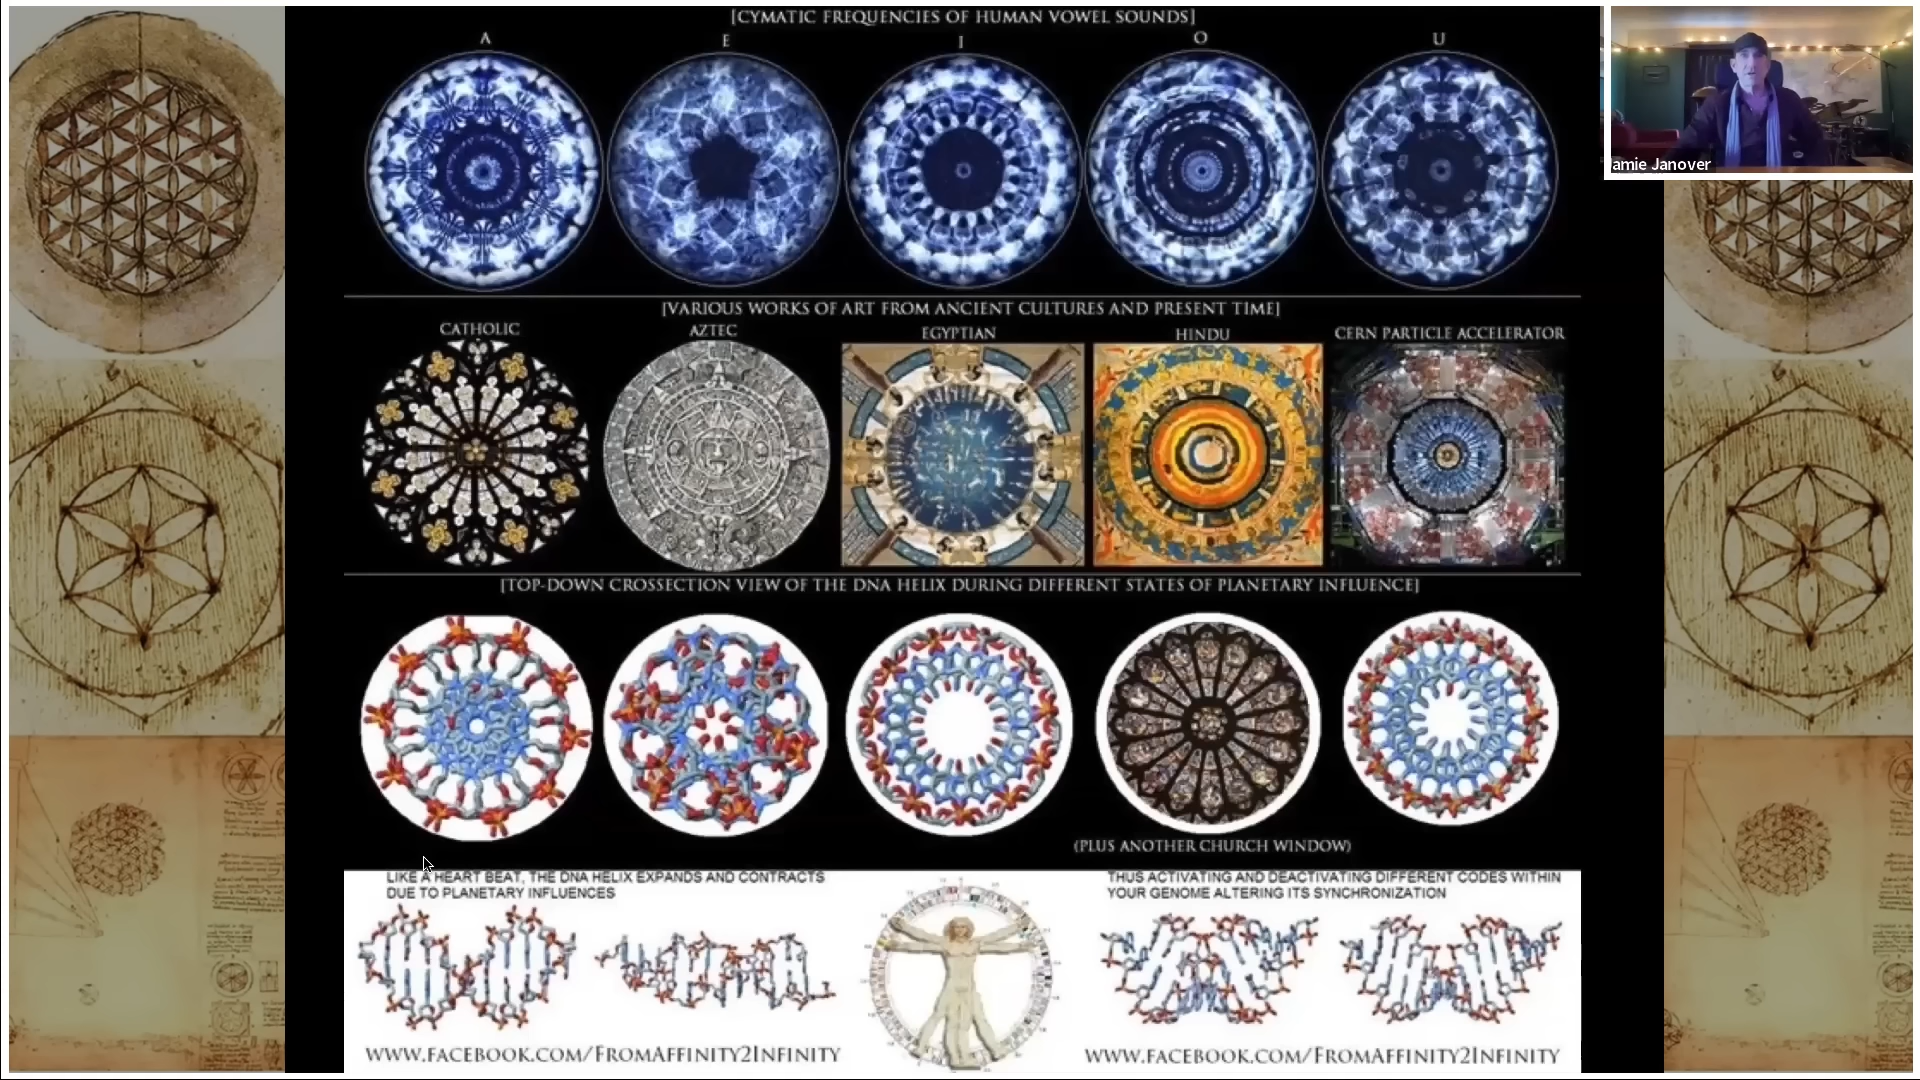 [CYMATIC FREQUENCIES OF HUMAN VOWEL SOUNDS]
A E I O U
amie Janover
[VARIOUS WORKS OF ART FROM ANCIENT CULTURES AND PRESENT TIME]
CATHOLIC AZTEC EGYPTIAN HINDU CERN PARTICLE ACCELERATOR
[TOP-DOWN CROSSECTION VIEW OF THE DNA HELIX DURING DIFFERENT STATES OF PLANETARY INFLUENCE]
(PLUS ANOTHER CHURCH WINDOW)
LIKE A HEART BEAT, THE DNA HELIX EXPANDS AND CONTRACTS
DUE TO PLANETARY INFLUENCES
THUS ACTIVATING AND DEACTIVATING DIFFERENT CODES WITHIN
YOUR GENOME ALTERING ITS SYNCHRONIZATION
WWW.FACEBOOK.COM/FROMAFFINITY2INFINITY
WWW.FACEBOOK.COM/FROMAFFINITY2INFINITY